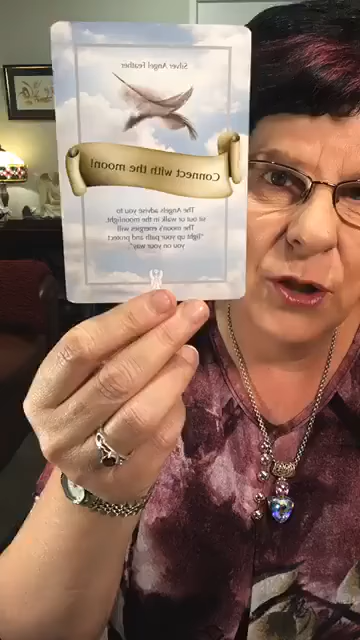 Silver Angel Feather
Connect with the moon!
The Angels advise you to
sit out or walk in the moonlight.
The moon's energies will
"light up your path and protect
you on your way".